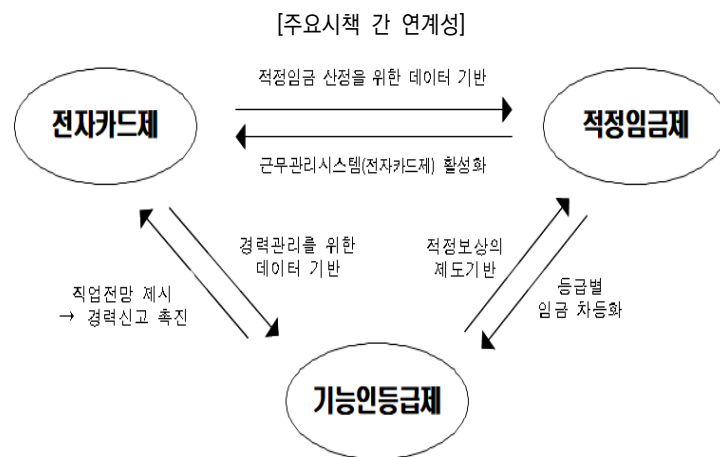 [주요시책 간 연계성]
적정임금 산정을 위한 데이터 기반
전자카드제
적정임금제
근무관리시스템(전자카드제) 활성화
경력관리를 위한
데이터 기반
적정보상의
제도기반
직업전망 제시
→ 경력신고 촉진
등급별
임금 차등화
기능인등급제